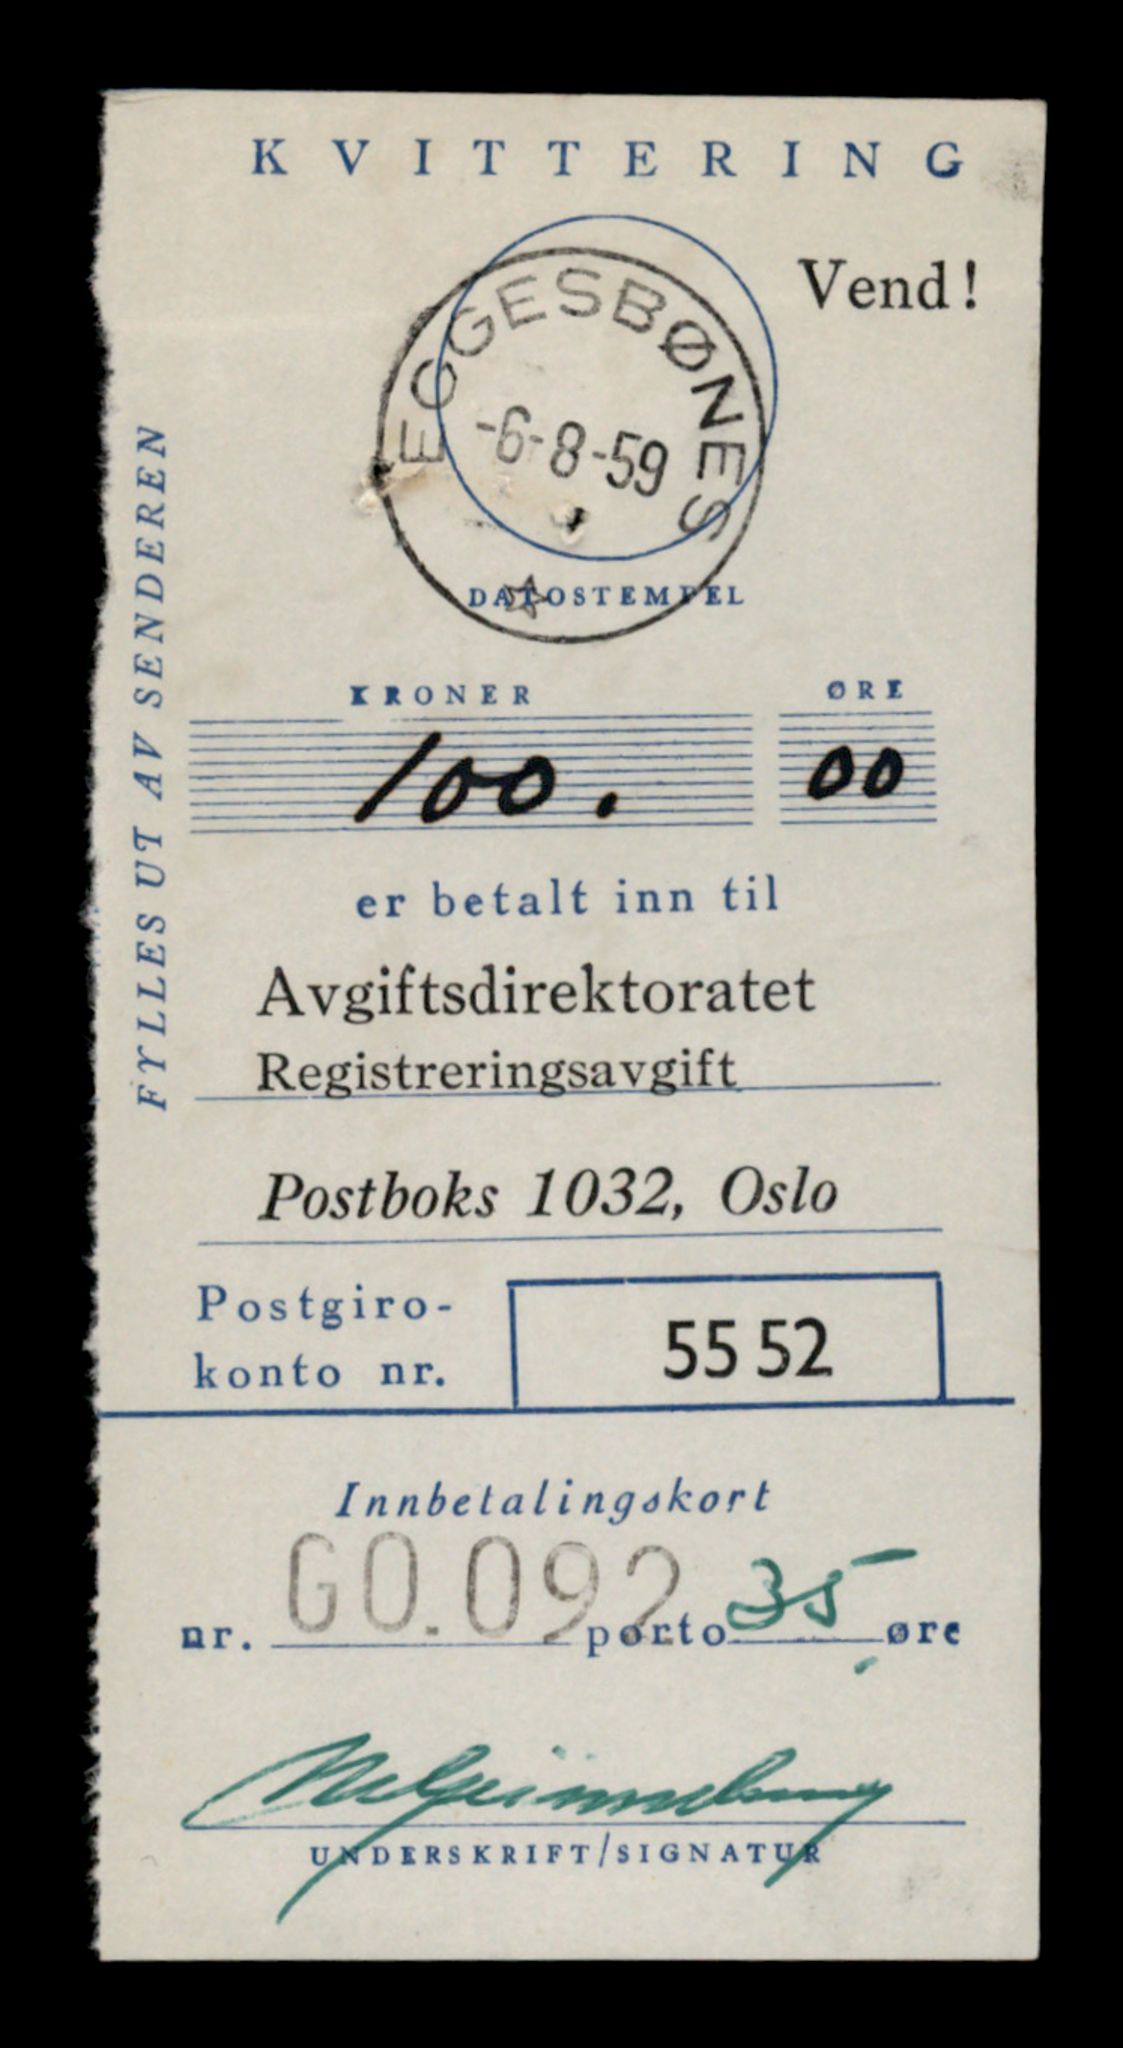 KVITTERING
Vend!
EGGESBØNES
-6-8-59
DATOSTEMPEL
FYLLES UT AV SENDEREN
KRONER ØRE
100. 00
er betalt inn til
Avgiftsdirektoratet
Registreringsavgift
Postboks 1032, Oslo
Postgiro-
konto nr. 55 52
Innbetalingskort
nr. GO.092 porto 35 øre
UNDERSKRIFT/SIGNATUR